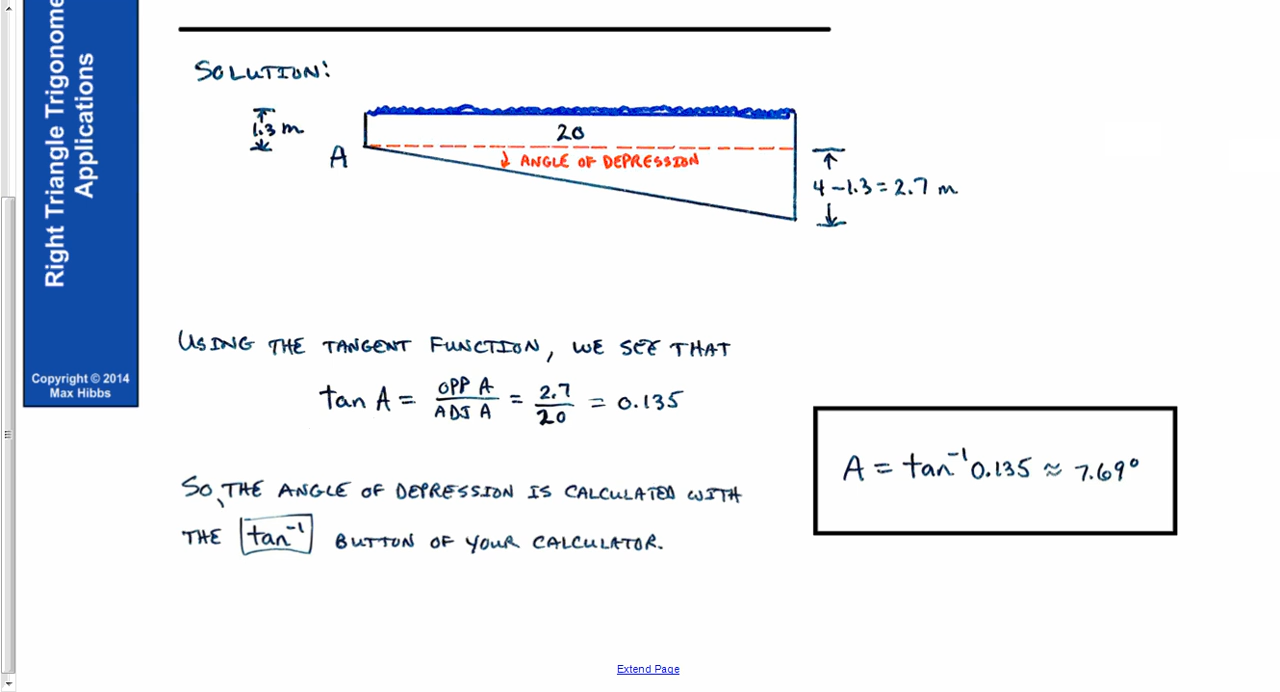 Right Triangle Trigonome
Applications
Copyright © 2014
Max Hibbs
SOLUTION:
1.3 m
A
20
↓ ANGLE OF DEPRESSION
4 - 1.3 = 2.7 m
USING THE TANGENT FUNCTION, WE SEE THAT
tan A = OPP A / ADJ A = 2.7 / 20 = 0.135
SO, THE ANGLE OF DEPRESSION IS CALCULATED WITH
THE tan⁻¹ BUTTON OF YOUR CALCULATOR.
A = tan⁻¹ 0.135 ≈ 7.69°
Extend Page